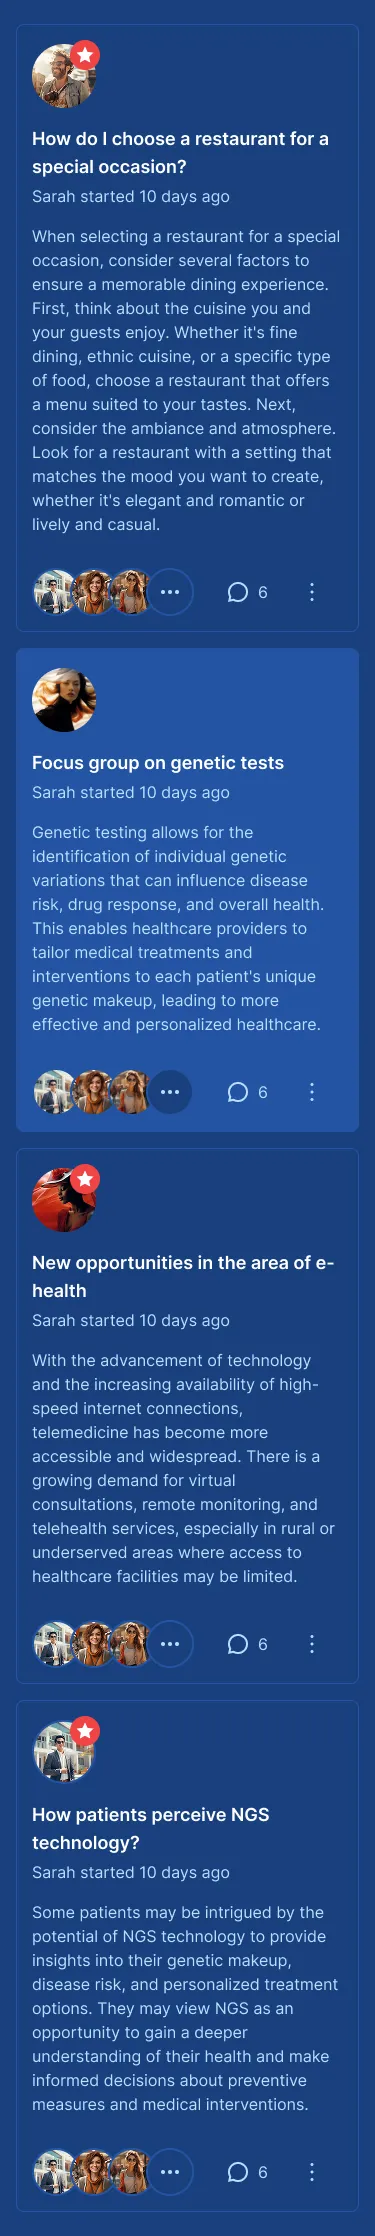 How do I choose a restaurant for a
special occasion?
Sarah started 10 days ago
When selecting a restaurant for a special
occasion, consider several factors to
ensure a memorable dining experience.
First, think about the cuisine you and
your guests enjoy. Whether it's fine
dining, ethnic cuisine, or a specific type
of food, choose a restaurant that offers
a menu suited to your tastes. Next,
consider the ambiance and atmosphere.
Look for a restaurant with a setting that
matches the mood you want to create,
whether it's elegant and romantic or
lively and casual.
6
Focus group on genetic tests
Sarah started 10 days ago
Genetic testing allows for the
identification of individual genetic
variations that can influence disease
risk, drug response, and overall health.
This enables healthcare providers to
tailor medical treatments and
interventions to each patient's unique
genetic makeup, leading to more
effective and personalized healthcare.
6
New opportunities in the area of e-
health
Sarah started 10 days ago
With the advancement of technology
and the increasing availability of high-
speed internet connections,
telemedicine has become more
accessible and widespread. There is a
growing demand for virtual
consultations, remote monitoring, and
telehealth services, especially in rural or
underserved areas where access to
healthcare facilities may be limited.
6
How patients perceive NGS
technology?
Sarah started 10 days ago
Some patients may be intrigued by the
potential of NGS technology to provide
insights into their genetic makeup,
disease risk, and personalized treatment
options. They may view NGS as an
opportunity to gain a deeper
understanding of their health and make
informed decisions about preventive
measures and medical interventions.
6